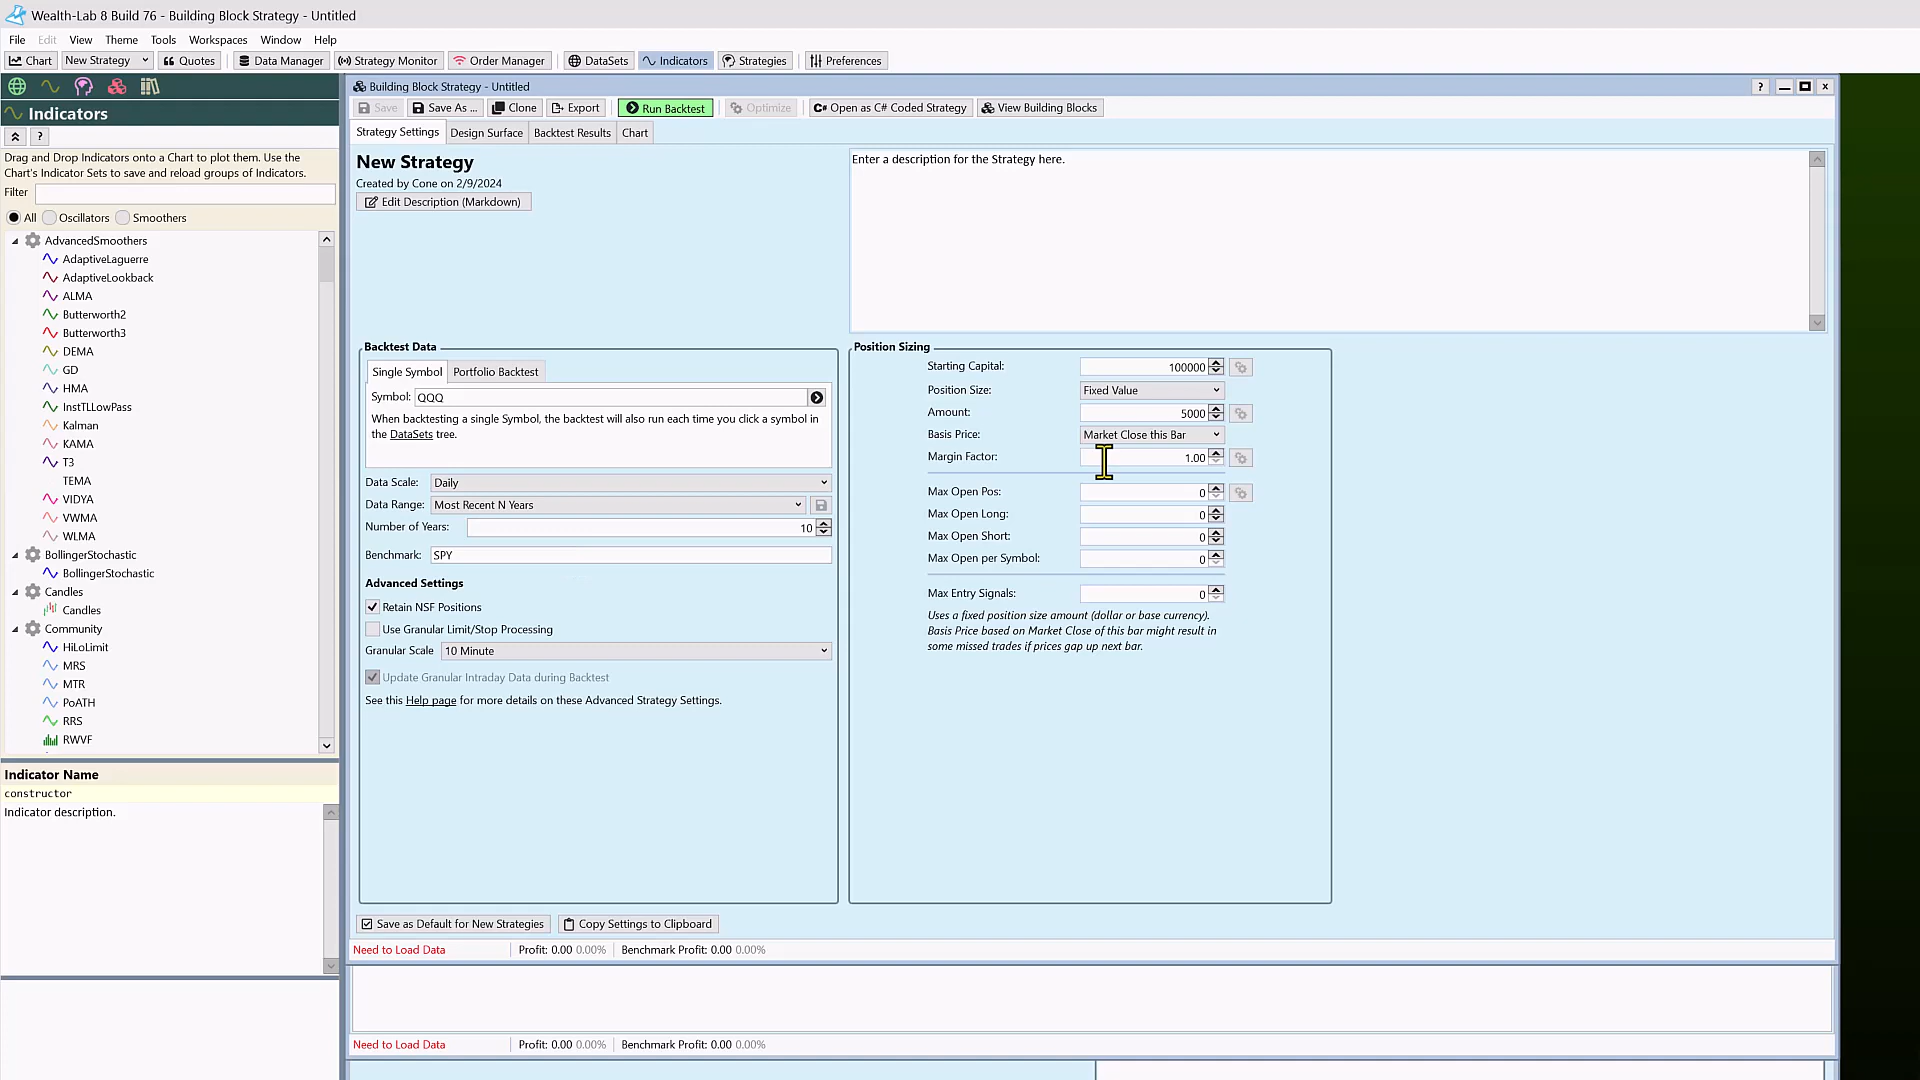 Wealth-Lab 8 Build 76 - Building Block Strategy - Untitled
File Edit View Theme Tools Workspaces Window Help
Chart New Strategy Quotes Data Manager Strategy Monitor Order Manager DataSets Indicators Strategies Preferences
Indicators
?
Drag and Drop Indicators onto a Chart to plot them. Use the
Chart's Indicator Sets to save and reload groups of Indicators.
Filter
All Oscillators Smoothers
AdvancedSmoothers
AdaptiveLaguerre
AdaptiveLookback
ALMA
Butterworth2
Butterworth3
DEMA
GD
HMA
InstTLLowPass
Kalman
KAMA
T3
TEMA
VIDYA
VWMA
WLMA
BollingerStochastic
BollingerStochastic
Candles
Candles
Community
HiLoLimit
MRS
MTR
PoATH
RRS
RWVF
Indicator Name
constructor
Indicator description.
Building Block Strategy - Untitled
? x
Save Save As ... Clone Export Run Backtest Optimize C# Open as C# Coded Strategy View Building Blocks
Strategy Settings Design Surface Backtest Results Chart
New Strategy
Created by Cone on 2/9/2024
Edit Description (Markdown)
Enter a description for the Strategy here.
Backtest Data
Single Symbol Portfolio Backtest
Symbol: QQQ
When backtesting a single Symbol, the backtest will also run each time you click a symbol in
the DataSets tree.
Data Scale: Daily
Data Range: Most Recent N Years
Number of Years: 10
Benchmark: SPY
Advanced Settings
Retain NSF Positions
Use Granular Limit/Stop Processing
Granular Scale 10 Minute
Update Granular Intraday Data during Backtest
See this Help page for more details on these Advanced Strategy Settings.
Position Sizing
Starting Capital: 100000
Position Size: Fixed Value
Amount: 5000
Basis Price: Market Close this Bar
Margin Factor: 1.00
Max Open Pos: 0
Max Open Long: 0
Max Open Short: 0
Max Open per Symbol: 0
Max Entry Signals: 0
Uses a fixed position size amount (dollar or base currency).
Basis Price based on Market Close of this bar might result in
some missed trades if prices gap up next bar.
Save as Default for New Strategies Copy Settings to Clipboard
Need to Load Data Profit: 0.00 0.00% Benchmark Profit: 0.00 0.00%
Need to Load Data Profit: 0.00 0.00% Benchmark Profit: 0.00 0.00%